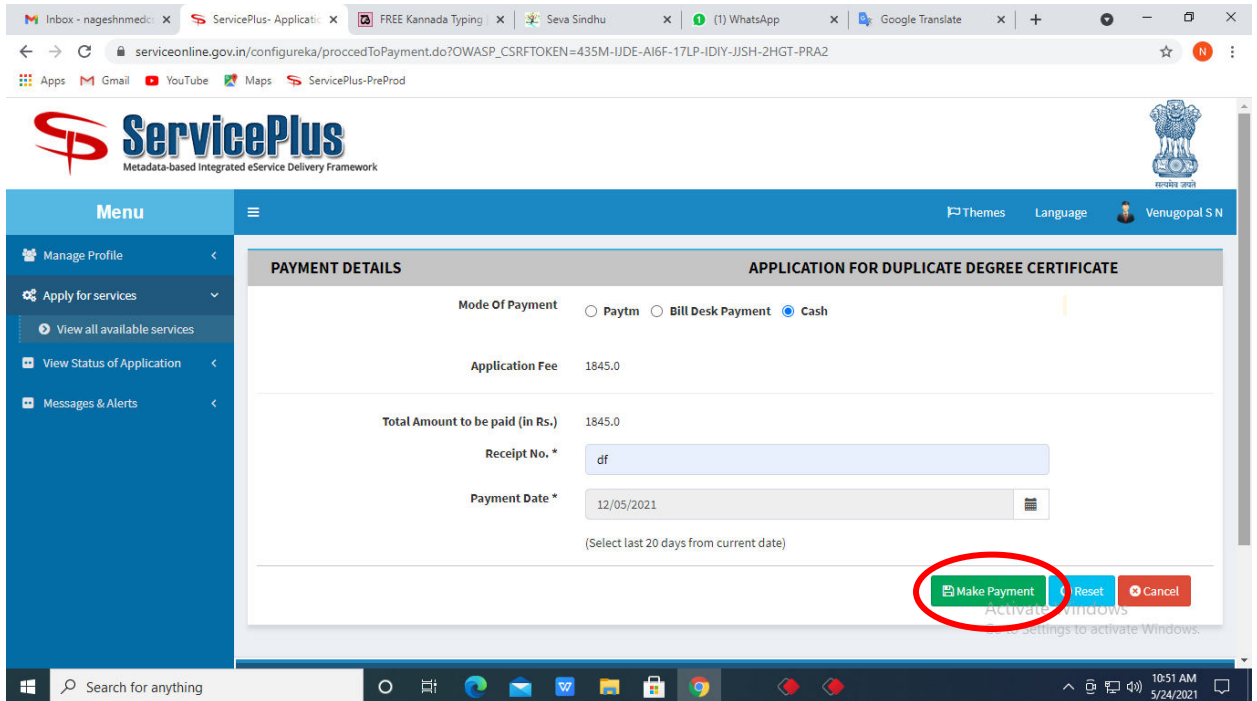 Inbox - nageshnmedc
ServicePlus- Applicatio
FREE Kannada Typing
Seva Sindhu
(1) WhatsApp
Google Translate
serviceonline.gov.in/configureka/proccedToPayment.do?OWASP_CSRFTOKEN=435M-IJDE-AI6F-17LP-IDIY-JJSH-2HGT-PRA2
N
Apps Gmail YouTube Maps ServicePlus-PreProd
ServicePlus
Metadata-based Integrated eService Delivery Framework
सत्यमेव जयते
Menu
Themes Language Venugopal S N
Manage Profile
Apply for services
View all available services
View Status of Application
Messages & Alerts
PAYMENT DETAILS APPLICATION FOR DUPLICATE DEGREE CERTIFICATE
Mode Of Payment Paytm Bill Desk Payment Cash
Application Fee 1845.0
Total Amount to be paid (in Rs.) 1845.0
Receipt No. * df
Payment Date * 12/05/2021
(Select last 20 days from current date)
Make Payment Reset Cancel
Activate Windows
Go to Settings to activate Windows.
Search for anything
10:51 AM
5/24/2021